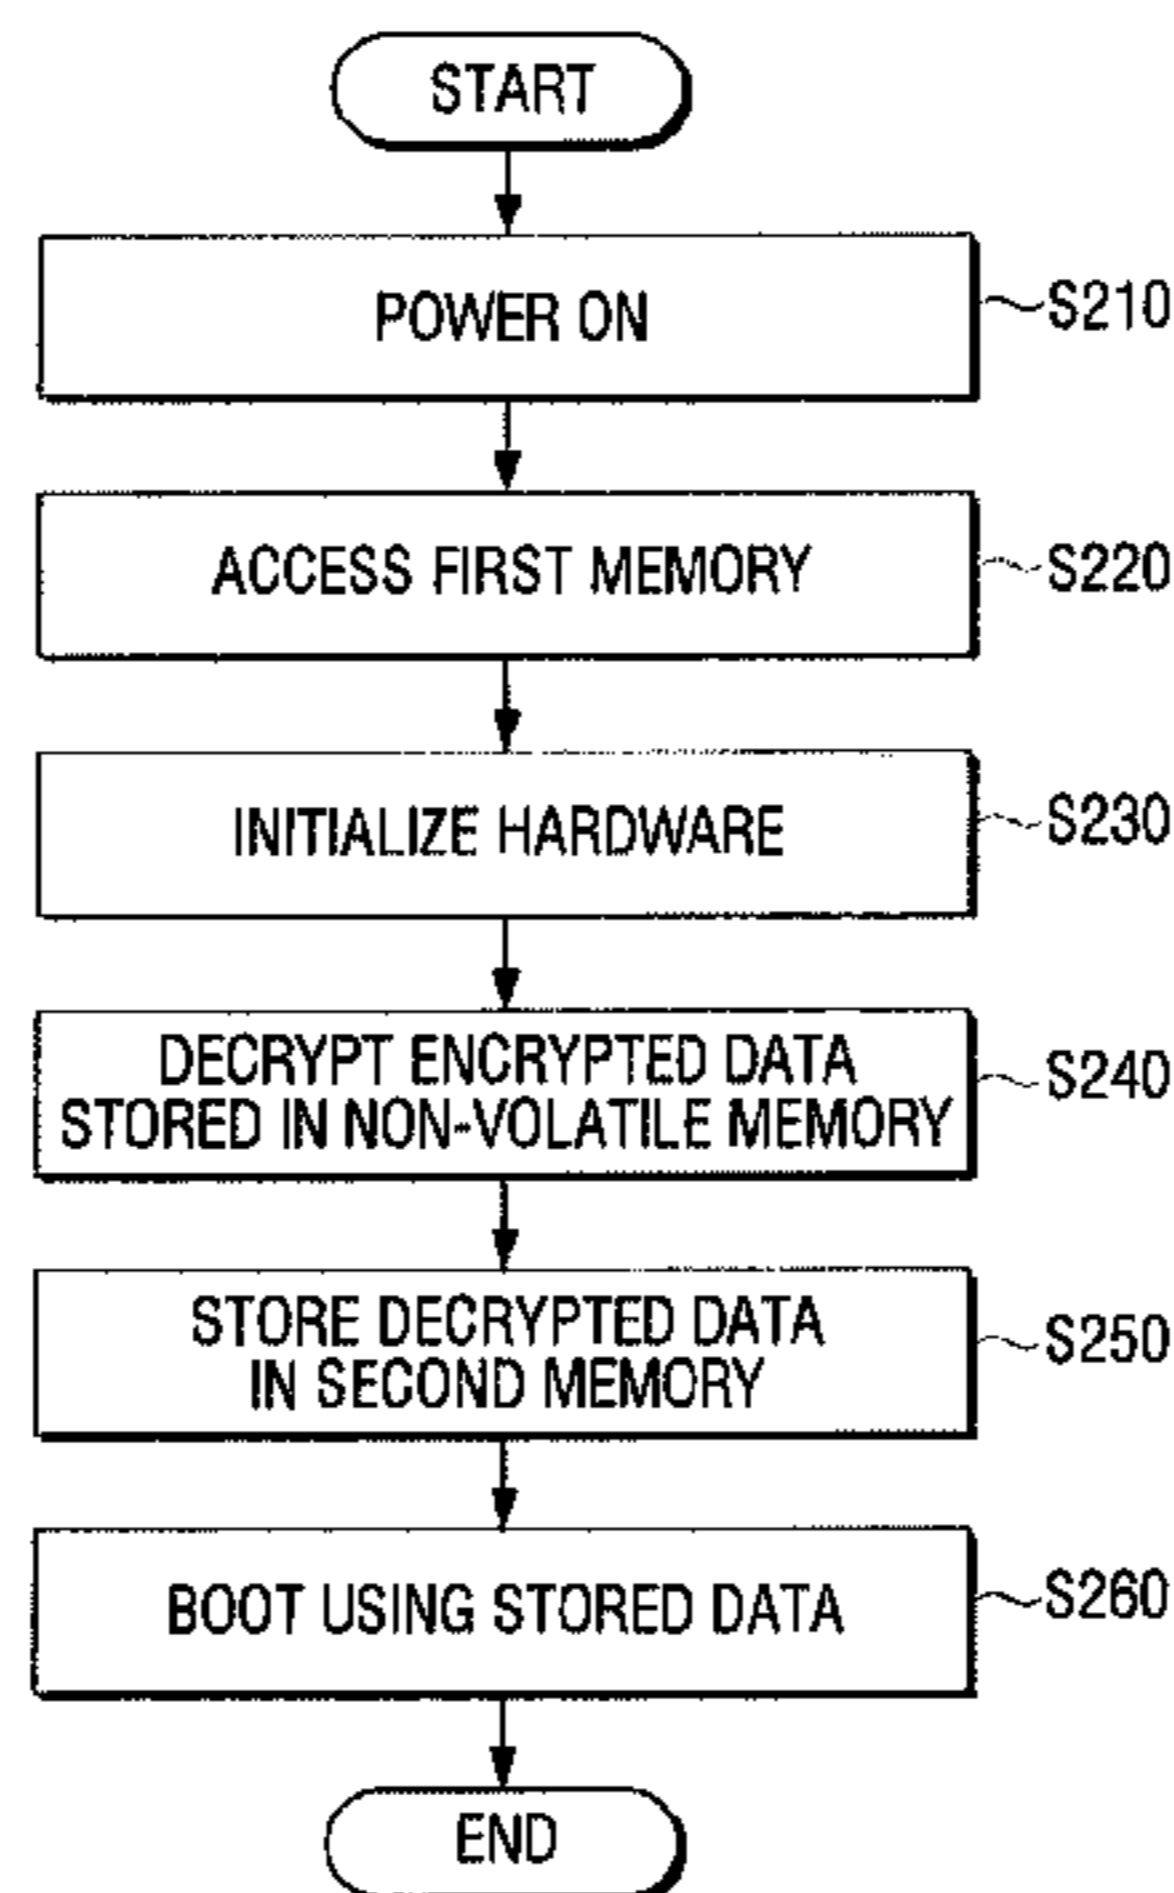 START
POWER ON
S210
ACCESS FIRST MEMORY
S220
INITIALIZE HARDWARE
S230
DECRYPT ENCRYPTED DATA
STORED IN NON-VOLATILE MEMORY
S240
STORE DECRYPTED DATA
IN SECOND MEMORY
S250
BOOT USING STORED DATA
S260
END